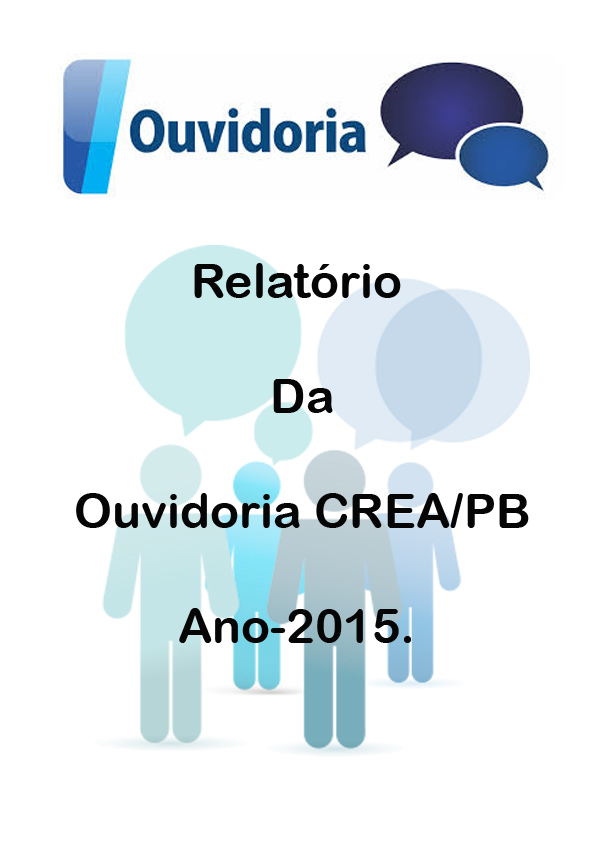 Ouvidoria
Relatório
Da
Ouvidoria CREA/PB
Ano-2015.